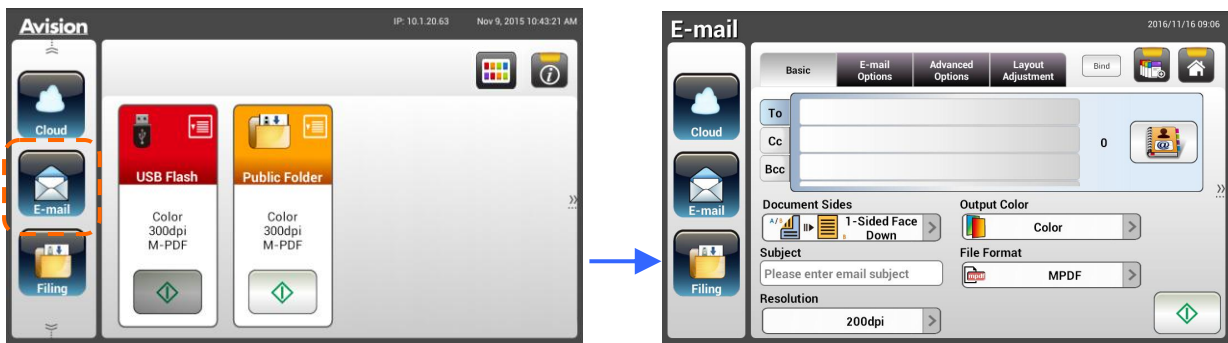 Avision
IP: 10.1.20.63
Nov 9, 2015 10:43:21 AM
Cloud
E-mail
Filing
USB Flash
Color
300dpi
M-PDF
Public Folder
Color
300dpi
M-PDF
E-mail
2016/11/16 09:06
Cloud
E-mail
Filing
Basic
E-mail
Options
Advanced
Options
Layout
Adjustment
Bind
To
Cc
Bcc
0
Document Sides
1-Sided Face
Down
Output Color
Color
Subject
Please enter email subject
File Format
MPDF
Resolution
200dpi